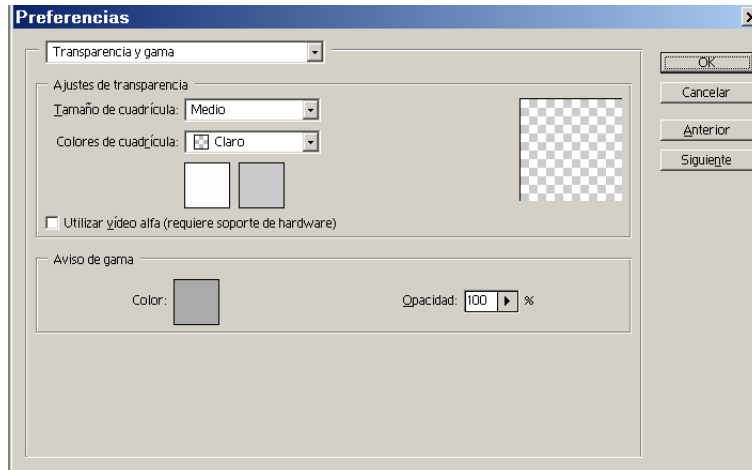 Preferencias
Transparencia y gama
OK
Ajustes de transparencia
Cancelar
Tamaño de cuadrícula: Medio
Anterior
Colores de cuadrícula: Claro
Siguiente
Utilizar vídeo alfa (requiere soporte de hardware)
Aviso de gama
Color:
Opacidad: 100 %